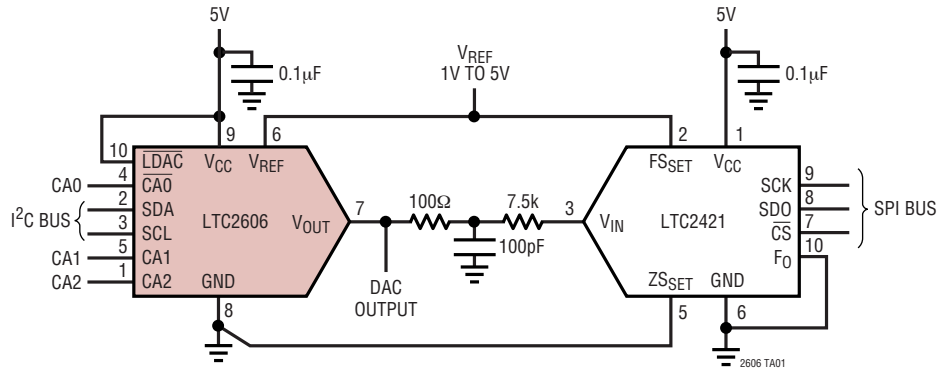 5V
5V
0.1µF
V_REF
1V TO 5V
0.1µF
9
6
2
1
10
L̅D̅A̅C̅
V_CC
V_REF
FS_SET
V_CC
CA0
4
C̅A̅0̅
9
SCK
I²C BUS
2
SDA
LTC2606
V_OUT
7
100Ω
7.5k
3
V_IN
LTC2421
8
SDO
SPI BUS
3
SCL
100pF
7
C̅S̅
CA1
5
CA1
10
F_O
CA2
1
CA2
GND
DAC
OUTPUT
ZS_SET
GND
8
5
6
2606 TA01